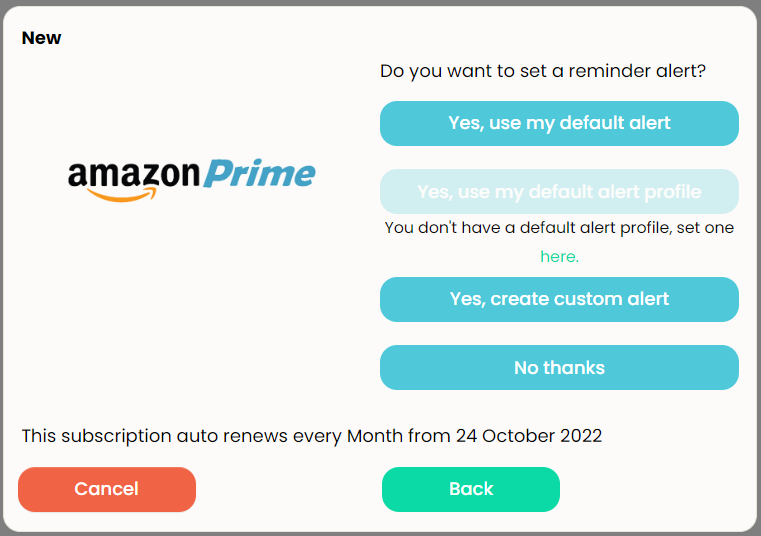 New
Do you want to set a reminder alert?
Yes, use my default alert
amazonPrime
Yes, use my default alert profile
You don't have a default alert profile, set one
here.
Yes, create custom alert
No thanks
This subscription auto renews every Month from 24 October 2022
Cancel
Back